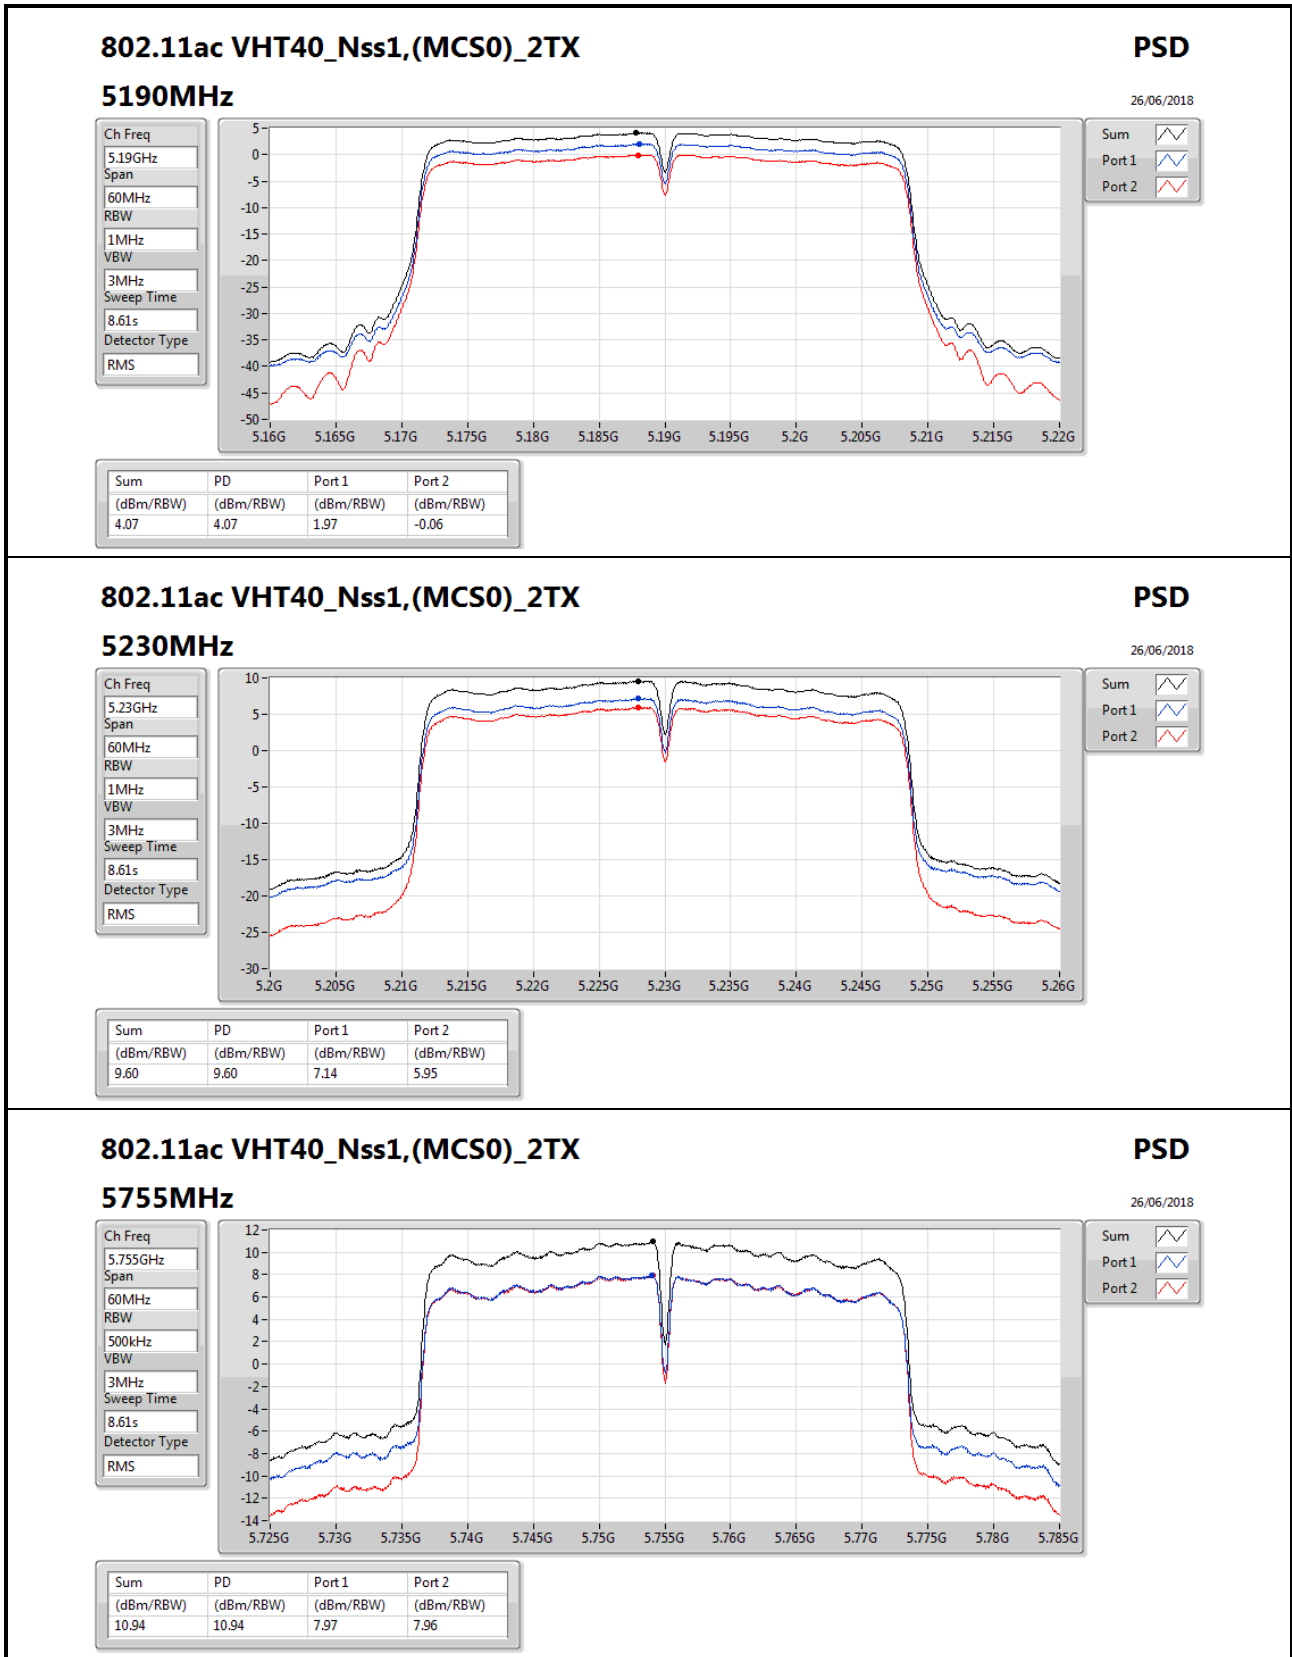 802.11ac VHT40_Nss1,(MCS0)_2TX PSD
5190MHz
26/06/2018
Ch Freq
5.19GHz
Span
60MHz
RBW
1MHz
VBW
3MHz
Sweep Time
8.61s
Detector Type
RMS
5
0
-5
-10
-15
-20
-25
-30
-35
-40
-45
-50
5.16G 5.165G 5.17G 5.175G 5.18G 5.185G 5.19G 5.195G 5.2G 5.205G 5.21G 5.215G 5.22G
Sum
Port 1
Port 2
Sum PD Port 1 Port 2
(dBm/RBW) (dBm/RBW) (dBm/RBW) (dBm/RBW)
4.07 4.07 1.97 -0.06
802.11ac VHT40_Nss1,(MCS0)_2TX PSD
5230MHz
26/06/2018
Ch Freq
5.23GHz
Span
60MHz
RBW
1MHz
VBW
3MHz
Sweep Time
8.61s
Detector Type
RMS
10
5
0
-5
-10
-15
-20
-25
-30
5.2G 5.205G 5.21G 5.215G 5.22G 5.225G 5.23G 5.235G 5.24G 5.245G 5.25G 5.255G 5.26G
Sum
Port 1
Port 2
Sum PD Port 1 Port 2
(dBm/RBW) (dBm/RBW) (dBm/RBW) (dBm/RBW)
9.60 9.60 7.14 5.95
802.11ac VHT40_Nss1,(MCS0)_2TX PSD
5755MHz
26/06/2018
Ch Freq
5.755GHz
Span
60MHz
RBW
500kHz
VBW
3MHz
Sweep Time
8.61s
Detector Type
RMS
12
10
8
6
4
2
0
-2
-4
-6
-8
-10
-12
-14
5.725G 5.73G 5.735G 5.74G 5.745G 5.75G 5.755G 5.76G 5.765G 5.77G 5.775G 5.78G 5.785G
Sum
Port 1
Port 2
Sum PD Port 1 Port 2
(dBm/RBW) (dBm/RBW) (dBm/RBW) (dBm/RBW)
10.94 10.94 7.97 7.96